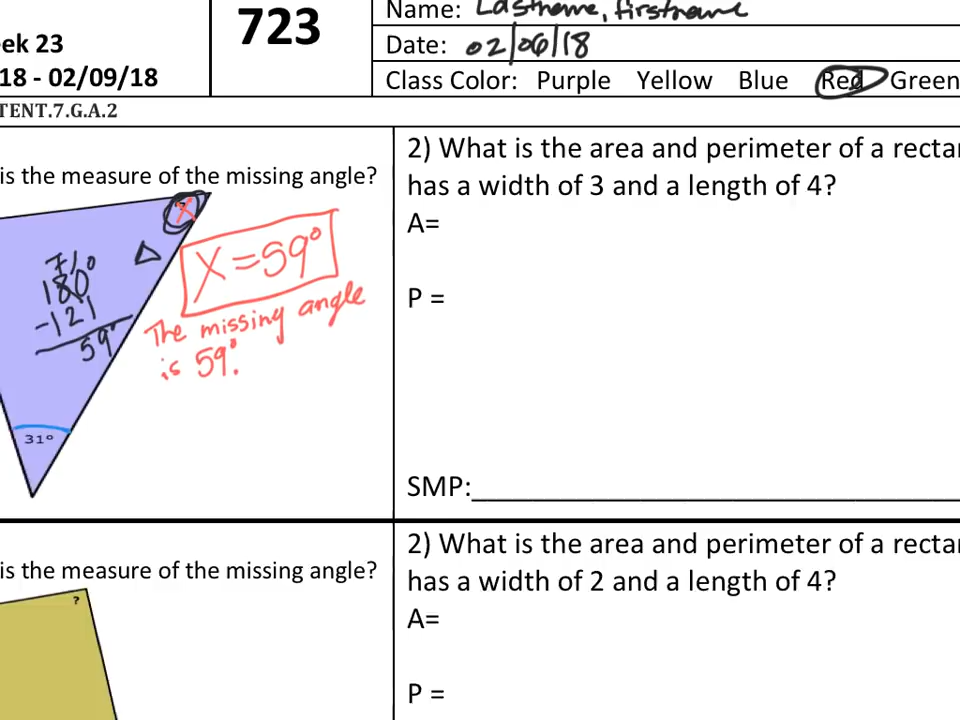 723
Name: Lastname, firstname
eek 23
Date: 02/06/18
18 - 02/09/18
Class Color: Purple Yellow Blue Red Green
TENT.7.G.A.2
is the measure of the missing angle?
x
71°
180
-121
59°
Δ
X = 59°
The missing angle
is 59°.
31°
2) What is the area and perimeter of a rectan
has a width of 3 and a length of 4?
A=
P =
SMP:
is the measure of the missing angle?
?
2) What is the area and perimeter of a rectan
has a width of 2 and a length of 4?
A=
P =